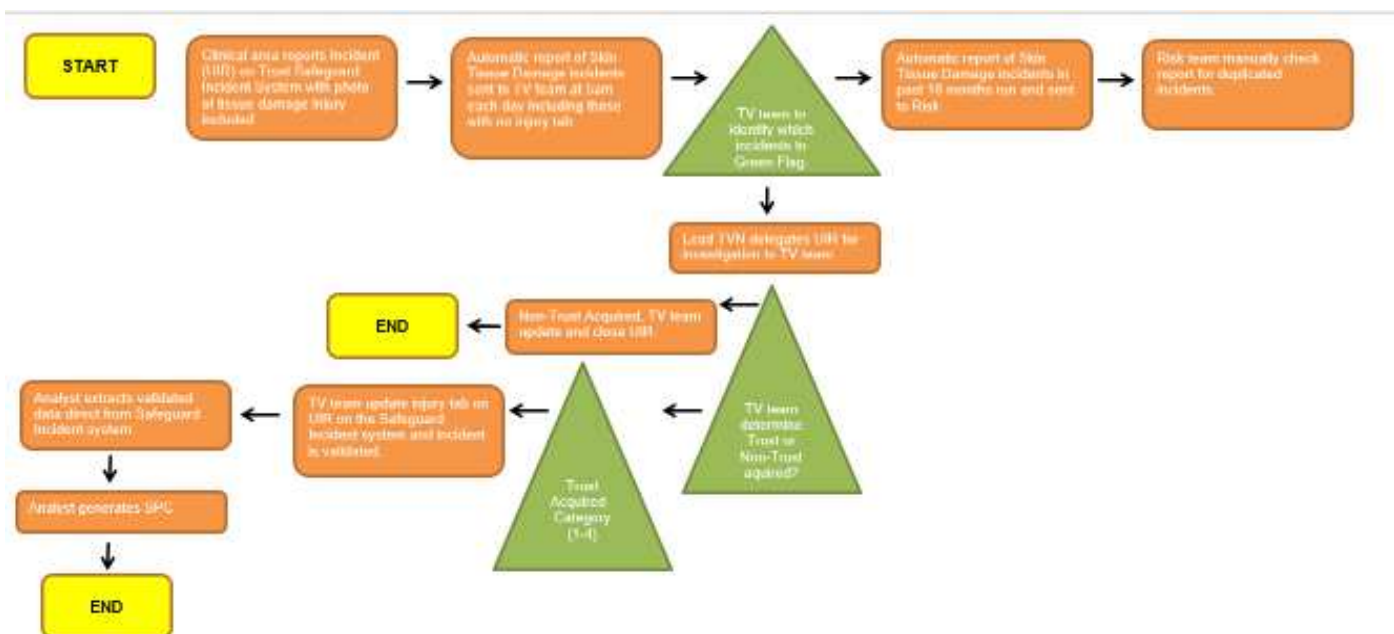 START
Clinical area reports Incident
(UIR) on Trust Safeguard
Incident System with photo
of tissue damage injury
included
Automatic report of Skin
Tissue Damage incidents
sent to TV team at 5am
each day including those
with no injury tab
TV team to
identify which
incidents to
Green Flag.
Automatic report of Skin
Tissue Damage incidents in
past 18 months run and sent
to Risk.
Risk team manually check
report for duplicated
incidents.
Lead TVN delegates UIR for
investigation to TV team
Non-Trust Acquired, TV team
update and close UIR.
END
TV team
determine
Trust or
Non-Trust
aquired?
Trust
Acquired
Category
(1-4)
TV team update injury tab on
UIR on the Safeguard
Incident system and incident
is validated.
Analyst extracts validated
data direct from Safeguard
Incident system
Analyst generates SPC
END